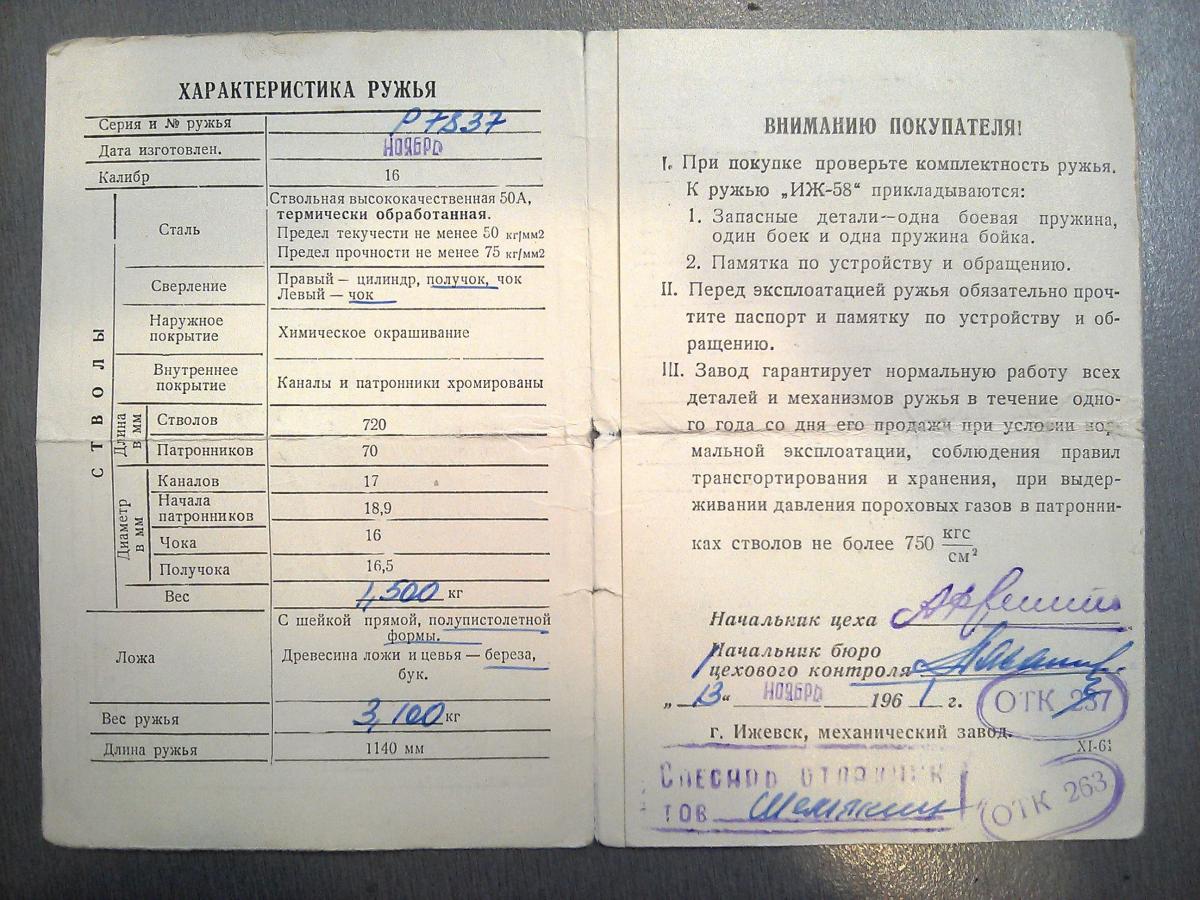 ХАРАКТЕРИСТИКА РУЖЬЯ
Серия и № ружья Р7837
Дата изготовлен. НОЯБРЬ
Калибр 16
СТВОЛЫ
Сталь
Ствольная высококачественная 50А,
термически обработанная.
Предел текучести не менее 50 кг/мм2
Предел прочности не менее 75 кг/мм2
Сверление
Правый — цилиндр, получок, чок
Левый — чок
Наружное
покрытие
Химическое окрашивание
Внутреннее
покрытие
Каналы и патронники хромированы
Длина
в мм
Стволов 720
Патронников 70
Диаметр
в мм
Каналов 17
Начала
патронников 18,9
Чока 16
Получока 16,5
Вес 1,500 кг
Ложа
С шейкой прямой, полупистолетной
формы.
Древесина ложи и цевья — береза,
бук.
Вес ружья 3,100 кг
Длина ружья 1140 мм
ВНИМАНИЮ ПОКУПАТЕЛЯ!
I. При покупке проверьте комплектность ружья.
К ружью „ИЖ-58“ прикладываются:
1. Запасные детали—одна боевая пружина,
один боек и одна пружина бойка.
2. Памятка по устройству и обращению.
II. Перед эксплоатацией ружья обязательно проч-
тите паспорт и памятку по устройству и об-
ращению.
III. Завод гарантирует нормальную работу всех
деталей и механизмов ружья в течение одно-
го года со дня его продажи при условии нор-
мальной эксплоатации, соблюдения правил
транспортирования и хранения, при выдер-
живании давления пороховых газов в патронни-
ках стволов не более 750 кгс/см²
Начальник цеха
Начальник бюро
цехового контроля
„13“ НОЯБРЬ 1961 г.
ОТК 237
г. Ижевск, механический завод.
XI-61
ТОВ. Шемякин
ОТК 263